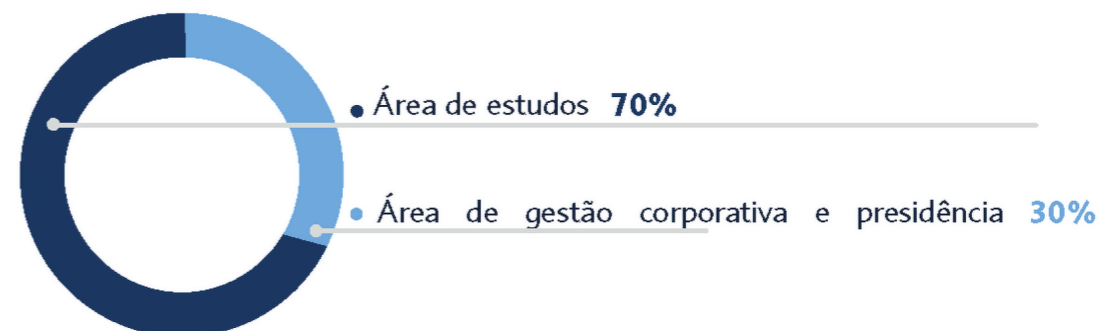 Área de estudos 70%
Área de gestão corporativa e presidência 30%